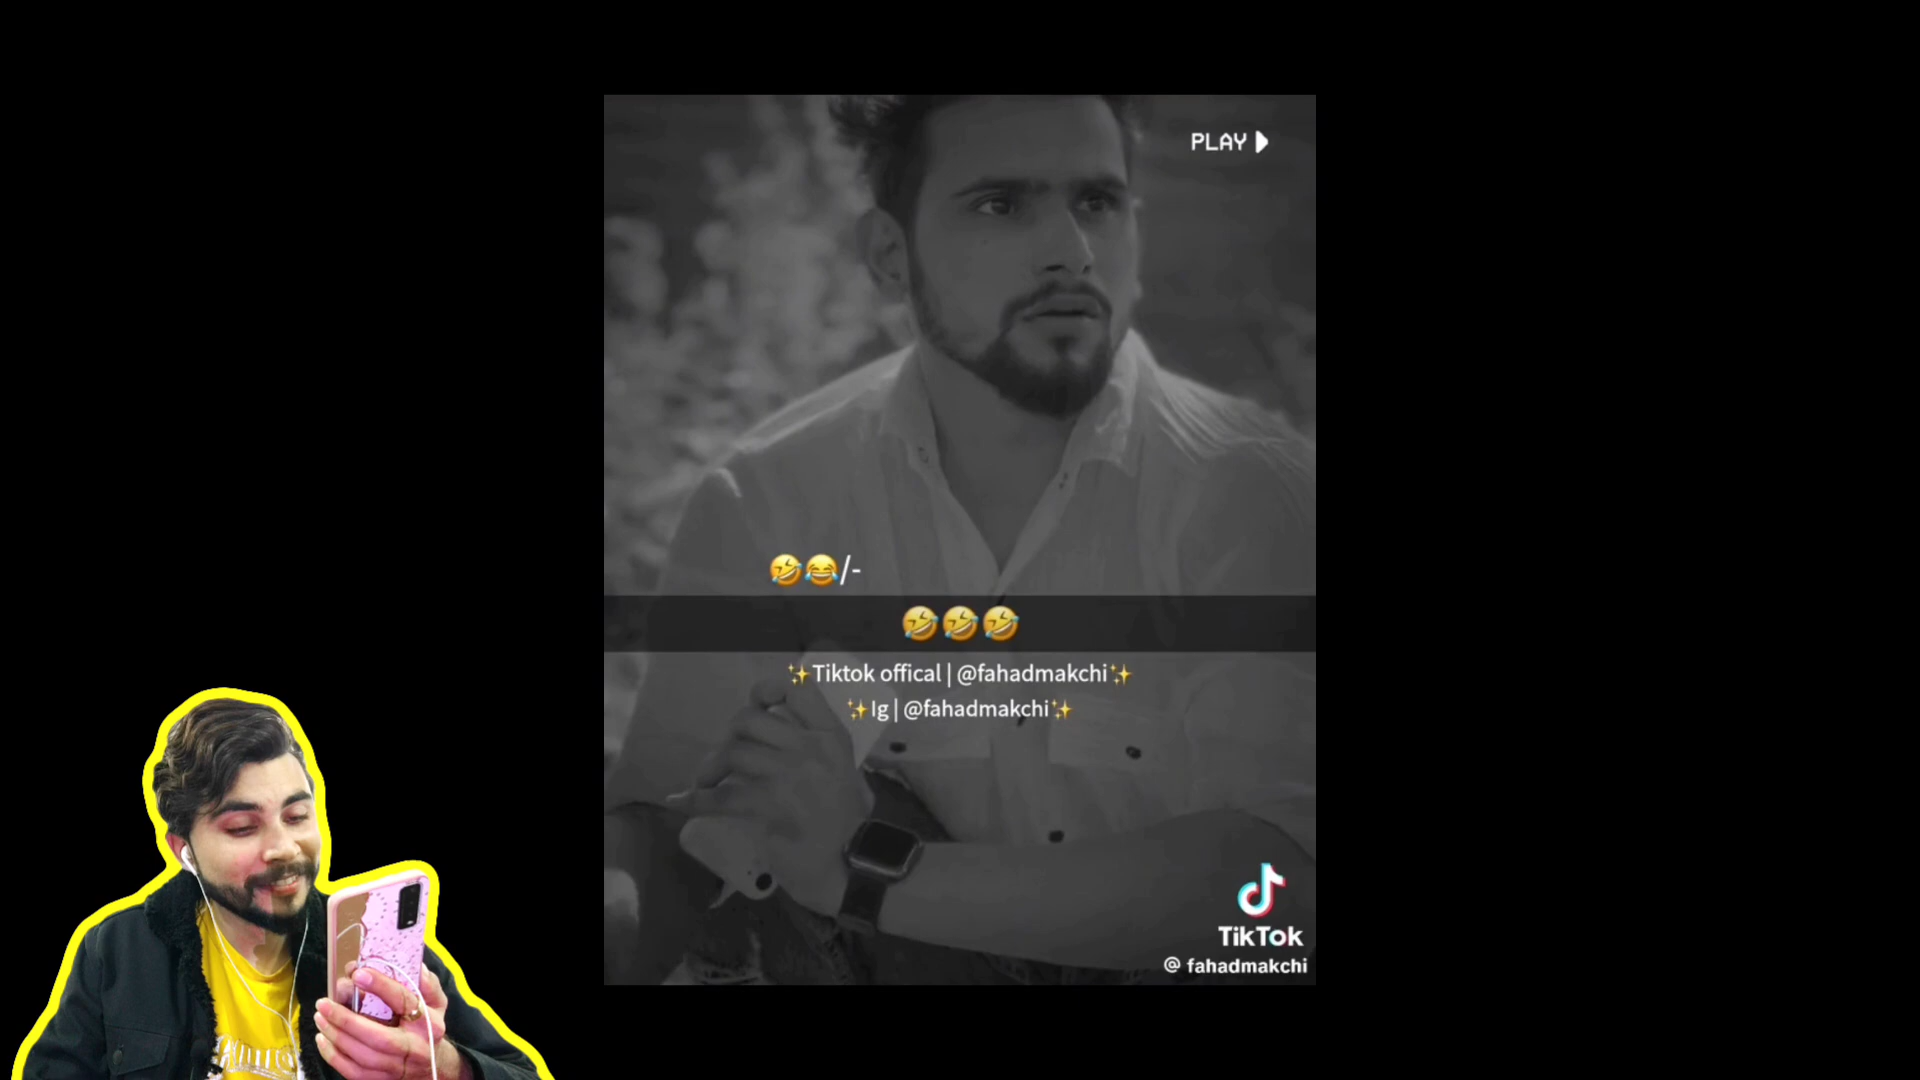 PLAY
🤣😂/-
🤣🤣🤣
✨Tiktok offical | @fahadmakchi✨
✨Ig | @fahadmakchi✨
TikTok
@ fahadmakchi